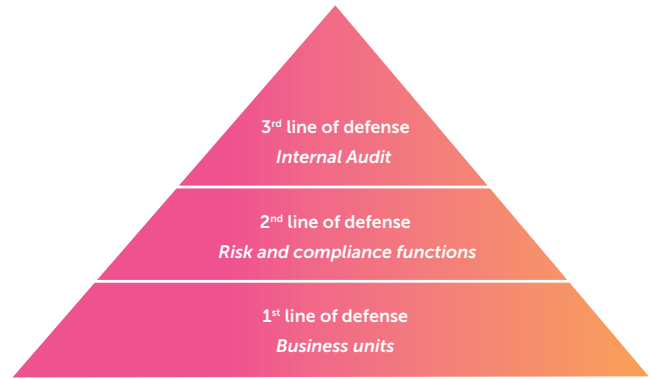 3rd line of defense
Internal Audit
2nd line of defense
Risk and compliance functions
1st line of defense
Business units